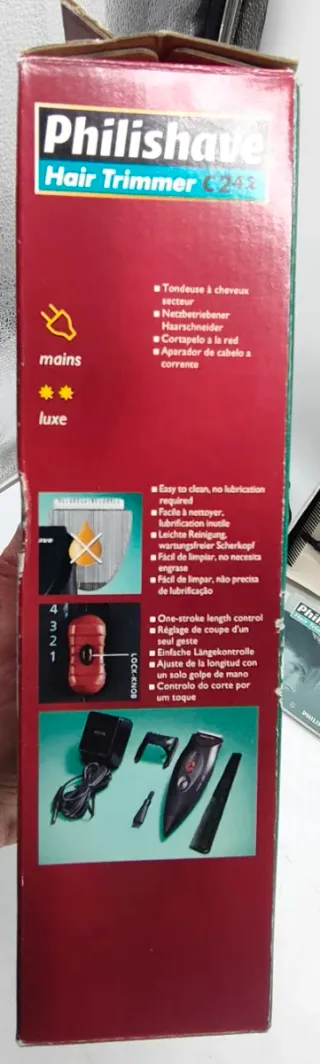 Philishave
Hair Trimmer C242
mains
luxe
Tondeuse à cheveux
secteur
Netzbetriebener
Haarschneider
Cortapelo a la red
Aparador de cabelo a
corrente
Easy to clean, no lubrication
required
Facile à nettoyer,
lubrification inutile
Leichte Reinigung,
wartungsfreier Scherkopf
Fácil de limpiar, no necesita
engrase
Fácil de limpar, não precisa
de lubrificação
4
3
2
1
LOCK-KNOB
One-stroke length control
Réglage de coupe d'un
seul geste
Einfache Längekontrolle
Ajuste de la longitud con
un solo golpe de mano
Controlo do corte por
um toque